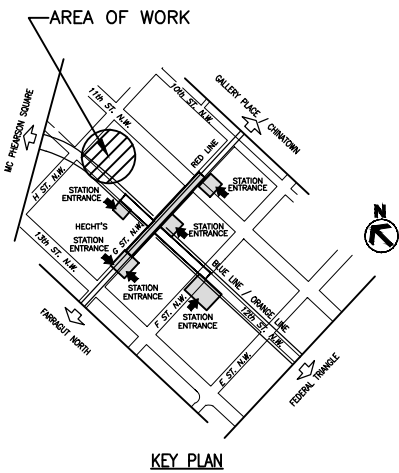 AREA OF WORK
MC PHEARSON SQUARE
11th ST. N.W.
10th ST. N.W.
GALLERY PLACE / CHINATOWN
RED LINE
H ST. N.W.
STATION
ENTRANCE
STATION
ENTRANCE
HECHT'S
STATION
ENTRANCE
13th ST. N.W.
STATION
ENTRANCE
G ST. N.W.
STATION
ENTRANCE
N
BLUE LINE / ORANGE LINE
12th ST. N.W.
F ST. N.W.
STATION
ENTRANCE
FARRAGUT NORTH
E ST. N.W.
FEDERAL TRIANGLE
KEY PLAN